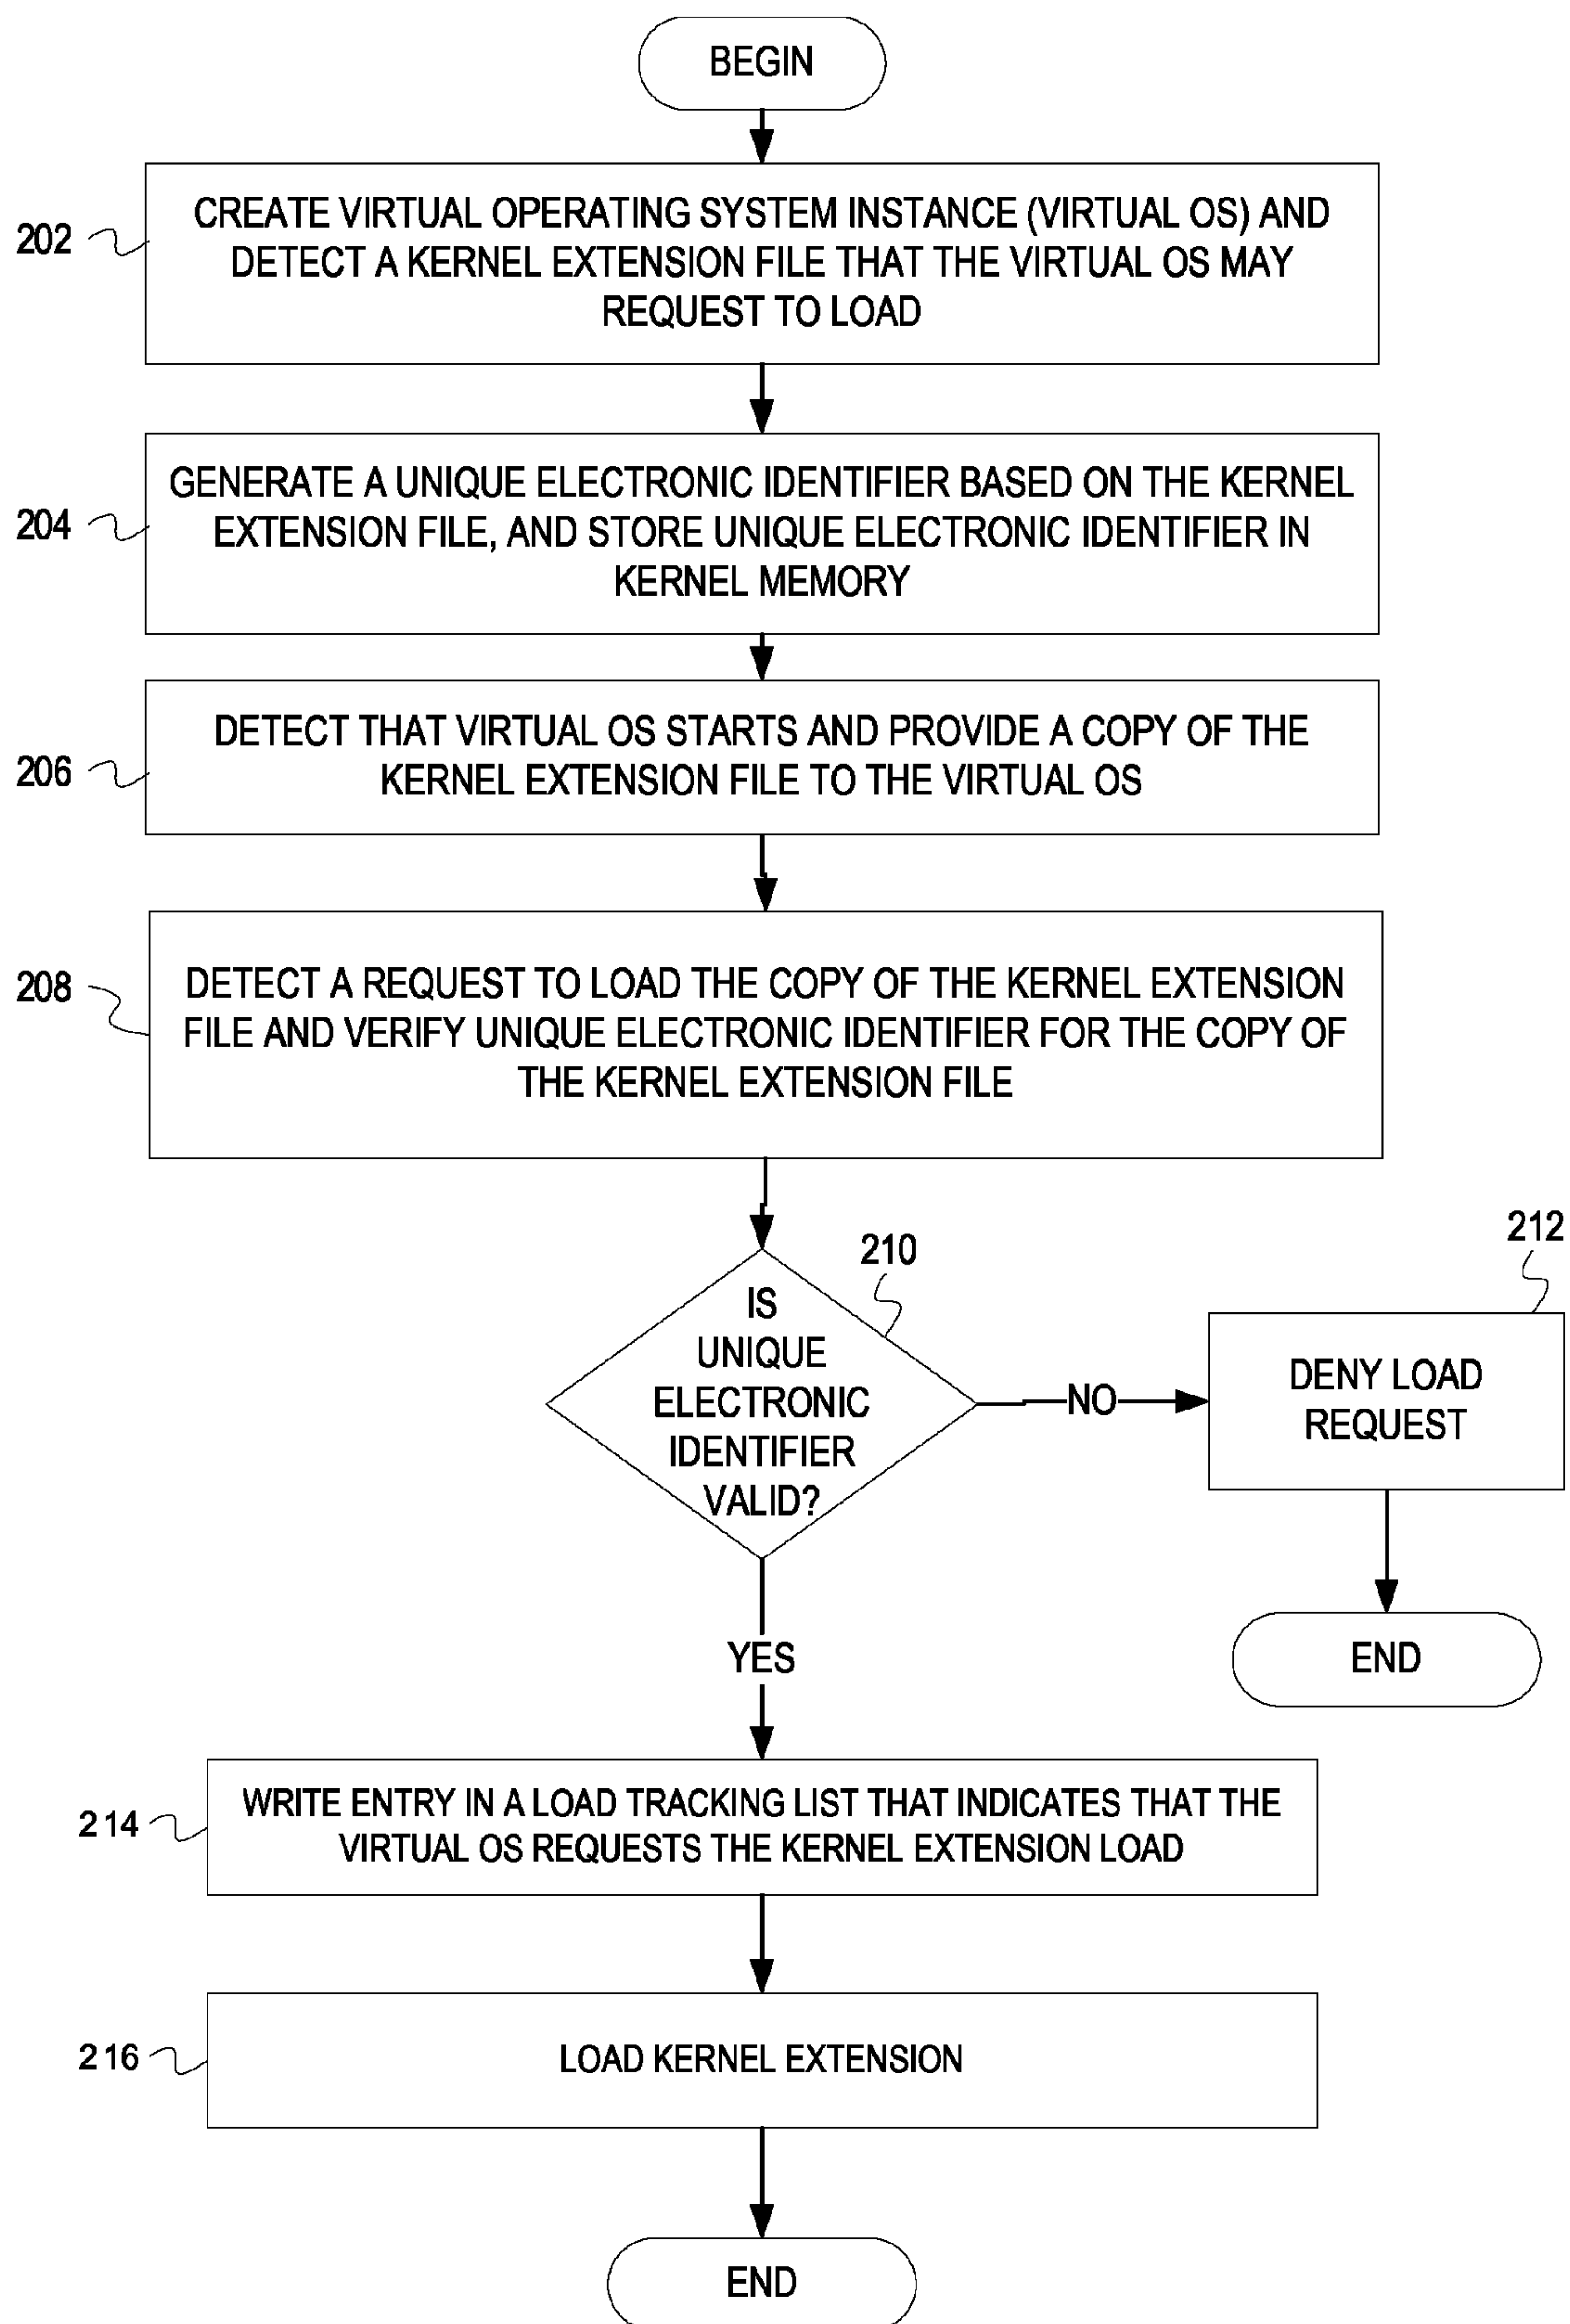 BEGIN
202
CREATE VIRTUAL OPERATING SYSTEM INSTANCE (VIRTUAL OS) AND
DETECT A KERNEL EXTENSION FILE THAT THE VIRTUAL OS MAY
REQUEST TO LOAD
204
GENERATE A UNIQUE ELECTRONIC IDENTIFIER BASED ON THE KERNEL
EXTENSION FILE, AND STORE UNIQUE ELECTRONIC IDENTIFIER IN
KERNEL MEMORY
206
DETECT THAT VIRTUAL OS STARTS AND PROVIDE A COPY OF THE
KERNEL EXTENSION FILE TO THE VIRTUAL OS
208
DETECT A REQUEST TO LOAD THE COPY OF THE KERNEL EXTENSION
FILE AND VERIFY UNIQUE ELECTRONIC IDENTIFIER FOR THE COPY OF
THE KERNEL EXTENSION FILE
210
IS
UNIQUE
ELECTRONIC
IDENTIFIER
VALID?
NO
212
DENY LOAD
REQUEST
END
YES
214
WRITE ENTRY IN A LOAD TRACKING LIST THAT INDICATES THAT THE
VIRTUAL OS REQUESTS THE KERNEL EXTENSION LOAD
216
LOAD KERNEL EXTENSION
END